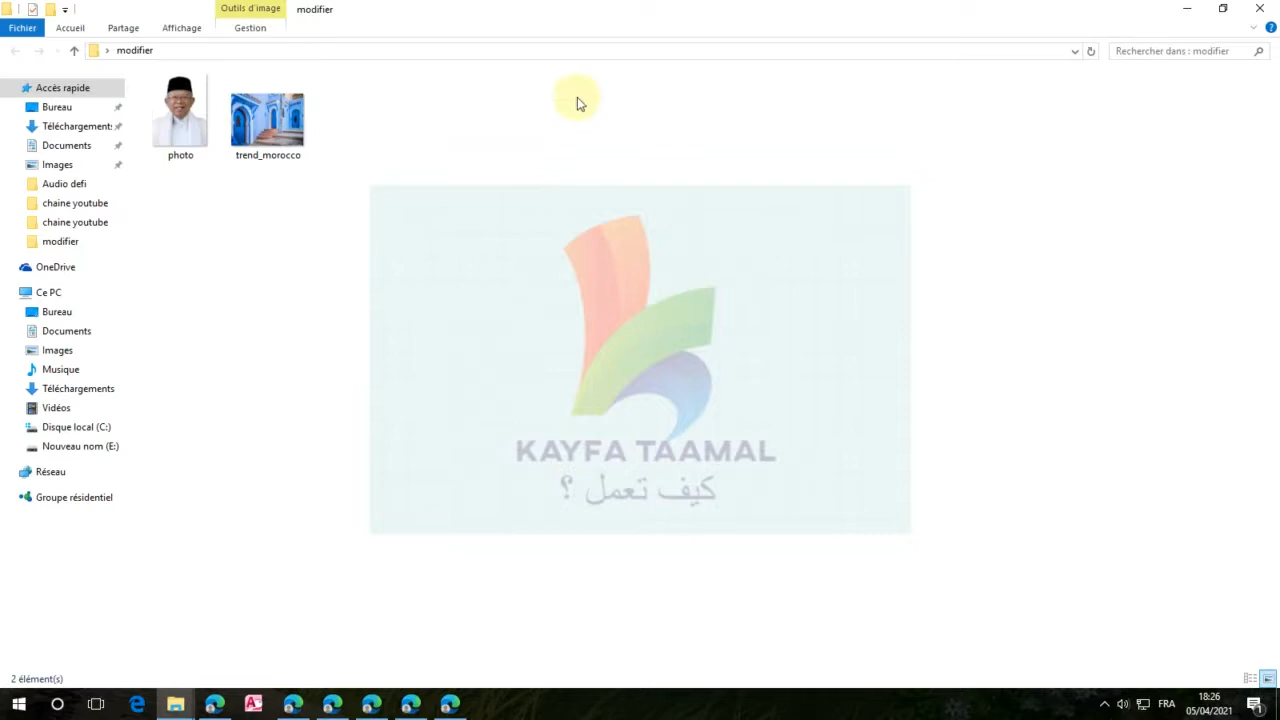 Outils d'image
modifier
Fichier
Accueil
Partage
Affichage
Gestion
modifier
Rechercher dans : modifier
Accès rapide
Bureau
Téléchargements
Documents
Images
Audio defi
chaine youtube
chaine youtube
modifier
OneDrive
Ce PC
Bureau
Documents
Images
Musique
Téléchargements
Vidéos
Disque local (C:)
Nouveau nom (E:)
Réseau
Groupe résidentiel
photo
trend_morocco
KAYFA TAAMAL
كيف تعمل ؟
2 élément(s)
FRA
18:26
05/04/2021